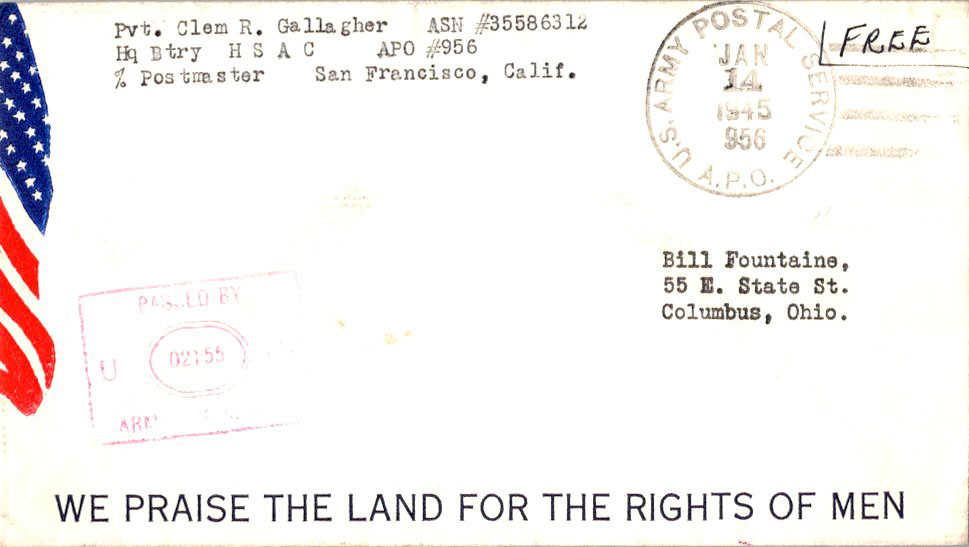 Pvt. Clem R. Gallagher ASN #35586312
Hq Btry H S A C APO #956
% Postmaster San Francisco, Calif.
FREE
U.S. ARMY POSTAL SERVICE
JAN
14
1945
956
A.P.O.
Bill Fountaine,
55 E. State St.
Columbus, Ohio.
PASSED BY
U
02155
WE PRAISE THE LAND FOR THE RIGHTS OF MEN